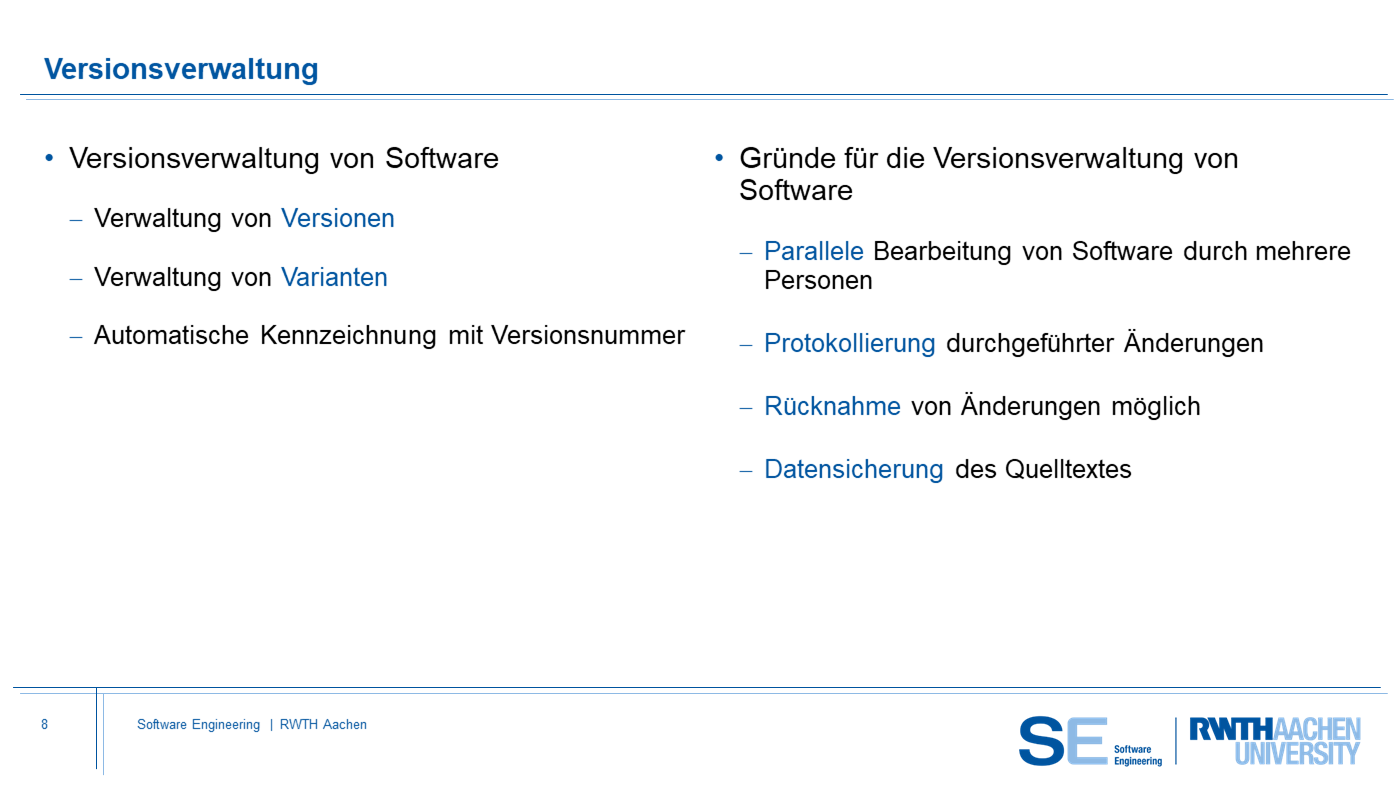 Versionsverwaltung
• Versionsverwaltung von Software
– Verwaltung von Versionen
– Verwaltung von Varianten
– Automatische Kennzeichnung mit Versionsnummer
• Gründe für die Versionsverwaltung von
Software
– Parallele Bearbeitung von Software durch mehrere
Personen
– Protokollierung durchgeführter Änderungen
– Rücknahme von Änderungen möglich
– Datensicherung des Quelltextes
8
Software Engineering | RWTH Aachen
SE Software
Engineering
RWTHAACHEN
UNIVERSITY